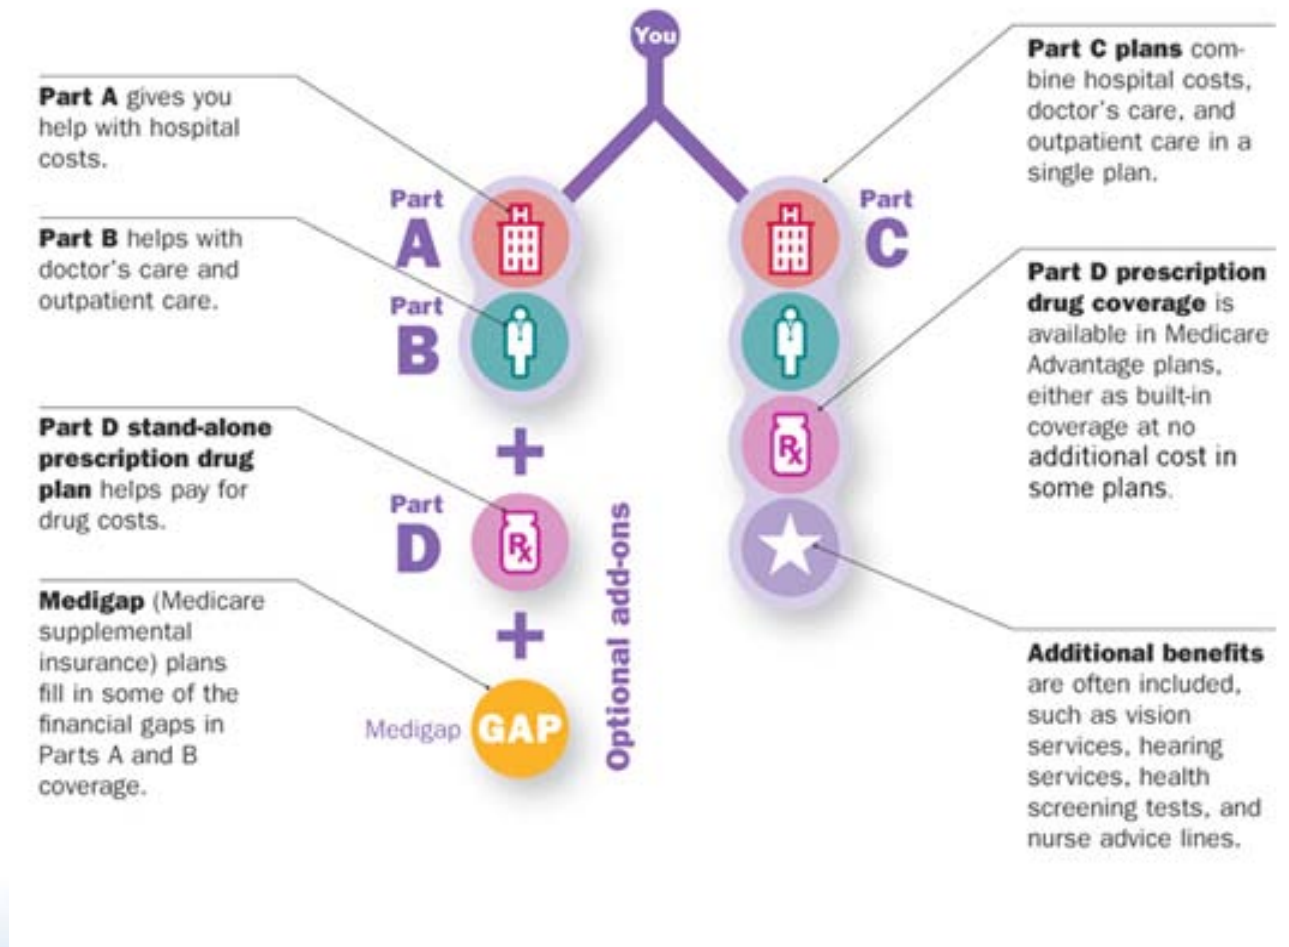 You
Part A gives you
help with hospital
costs.
Part B helps with
doctor's care and
outpatient care.
Part D stand-alone
prescription drug
plan helps pay for
drug costs.
Medigap (Medicare
supplemental
insurance) plans
fill in some of the
financial gaps in
Parts A and B
coverage.
Part
A
H
Part
B
+
Part
D
Rx
+
Medigap
GAP
Optional add-ons
H
Part
C
Rx
Part C plans com-
bine hospital costs,
doctor's care, and
outpatient care in a
single plan.
Part D prescription
drug coverage is
available in Medicare
Advantage plans,
either as built-in
coverage at no
additional cost in
some plans.
Additional benefits
are often included,
such as vision
services, hearing
services, health
screening tests, and
nurse advice lines.